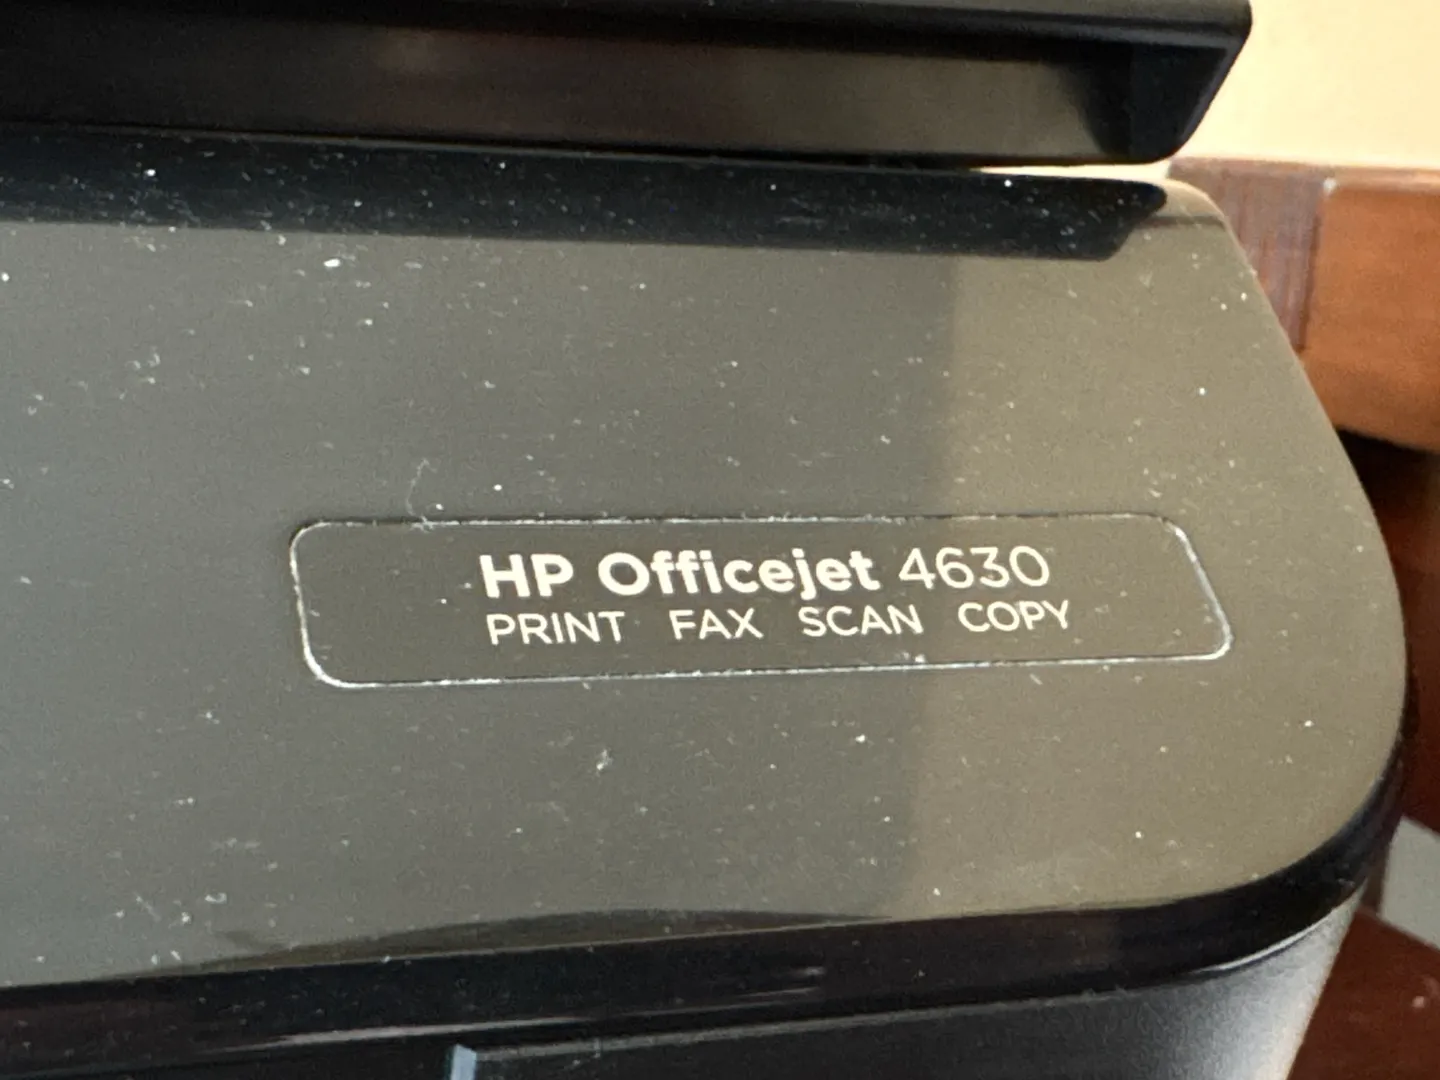 HP Officejet 4630
PRINT FAX SCAN COPY